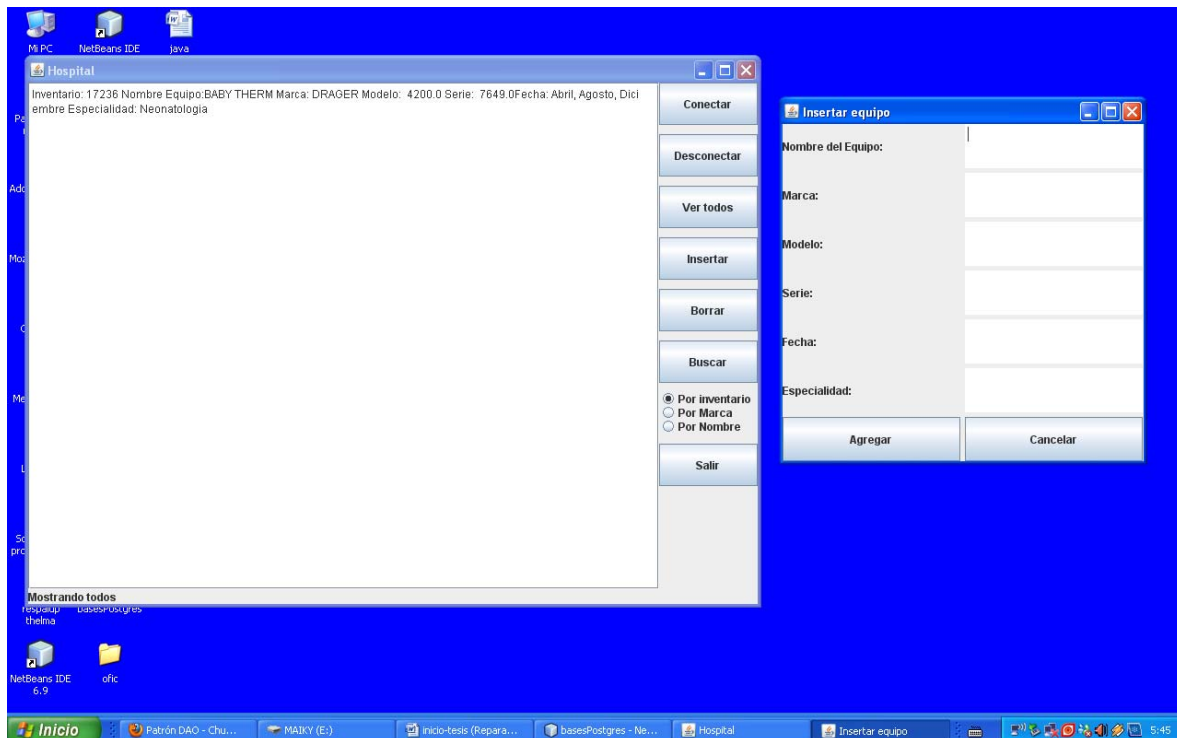 Mi PC
NetBeans IDE
java
Hospital
Inventario: 17236 Nombre Equipo:BABY THERM Marca: DRAGER Modelo: 4200.0 Serie: 7649.0Fecha: Abril, Agosto, Dici
embre Especialidad: Neonatologia
Conectar
Desconectar
Ver todos
Insertar
Borrar
Buscar
Por inventario
Por Marca
Por Nombre
Salir
Mostrando todos
Insertar equipo
Nombre del Equipo:
Marca:
Modelo:
Serie:
Fecha:
Especialidad:
Agregar
Cancelar
thelma
basesPostgres
NetBeans IDE
6.9
ofic
Inicio
Patrón DAO - Chu...
MAIKY (E:)
inicio-tesis (Repara...
basesPostgres - Ne...
Hospital
Insertar equipo
5:45